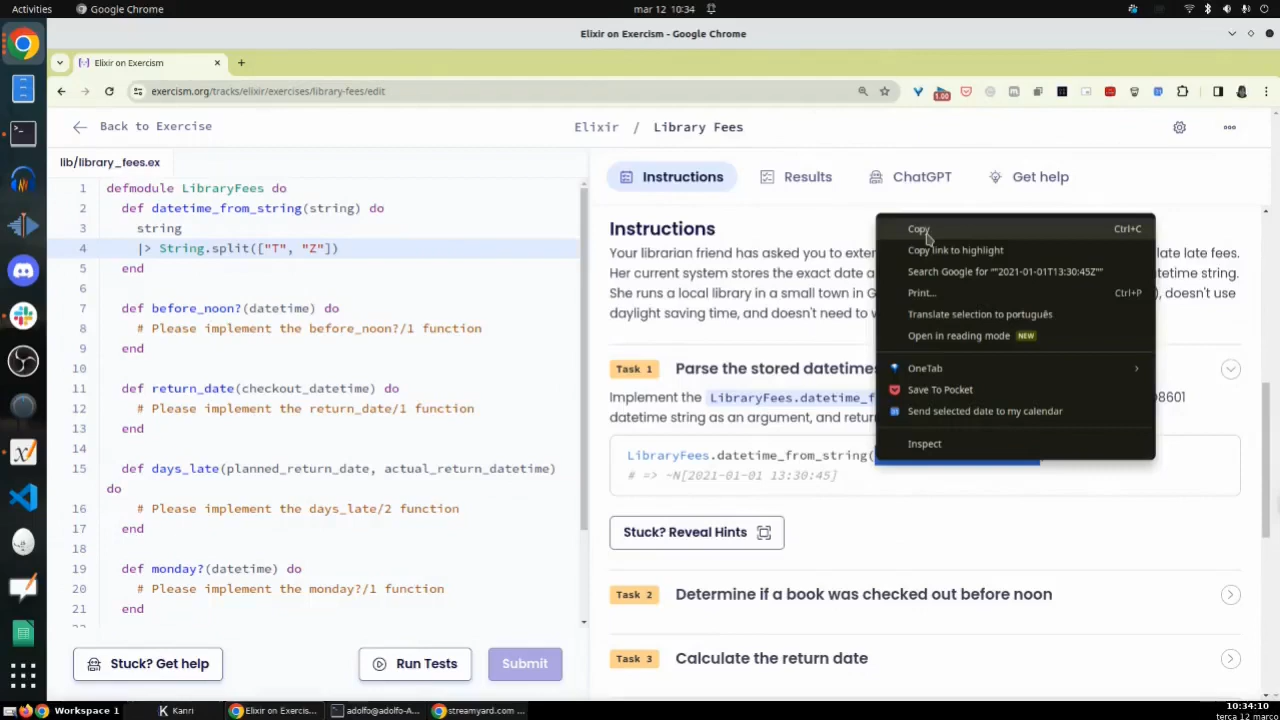 Activities
Google Chrome
mar 12 10:34
Elixir on Exercism - Google Chrome
Elixir on Exercism
exercism.org/tracks/elixir/exercises/library-fees/edit
1.00
Back to Exercise
Elixir / Library Fees
lib/library_fees.ex
1 defmodule LibraryFees do
2 def datetime_from_string(string) do
3 string
4 |> String.split(["T", "Z"])
5 end
6
7 def before_noon?(datetime) do
8 # Please implement the before_noon?/1 function
9 end
10
11 def return_date(checkout_datetime) do
12 # Please implement the return_date/1 function
13 end
14
15 def days_late(planned_return_date, actual_return_datetime)
do
16 # Please implement the days_late/2 function
17 end
18
19 def monday?(datetime) do
20 # Please implement the monday?/1 function
21 end
Stuck? Get help
Run Tests
Submit
Instructions
Results
ChatGPT
Get help
Instructions
Your librarian friend has asked you to exter late late fees.
Her current system stores the exact date a datetime string.
She runs a local library in a small town in G ), doesn't use
daylight saving time, and doesn't need to w
Task 1 Parse the stored datetimes
Implement the LibraryFees.datetime_f 08601
datetime string as an argument, and retur
LibraryFees.datetime_from_string(
# => ~N[2021-01-01 13:30:45]
Stuck? Reveal Hints
Task 2 Determine if a book was checked out before noon
Task 3 Calculate the return date
Copy Ctrl+C
Copy link to highlight
Search Google for ""2021-01-01T13:30:45Z""
Print... Ctrl+P
Translate selection to português
Open in reading mode NEW
OneTab
Save To Pocket
Send selected date to my calendar
Inspect
Workspace 1
Kanri
Elixir on Exercis...
adolfo@adolfo-A...
streamyard.com ...
10:34:10
terça 12 março